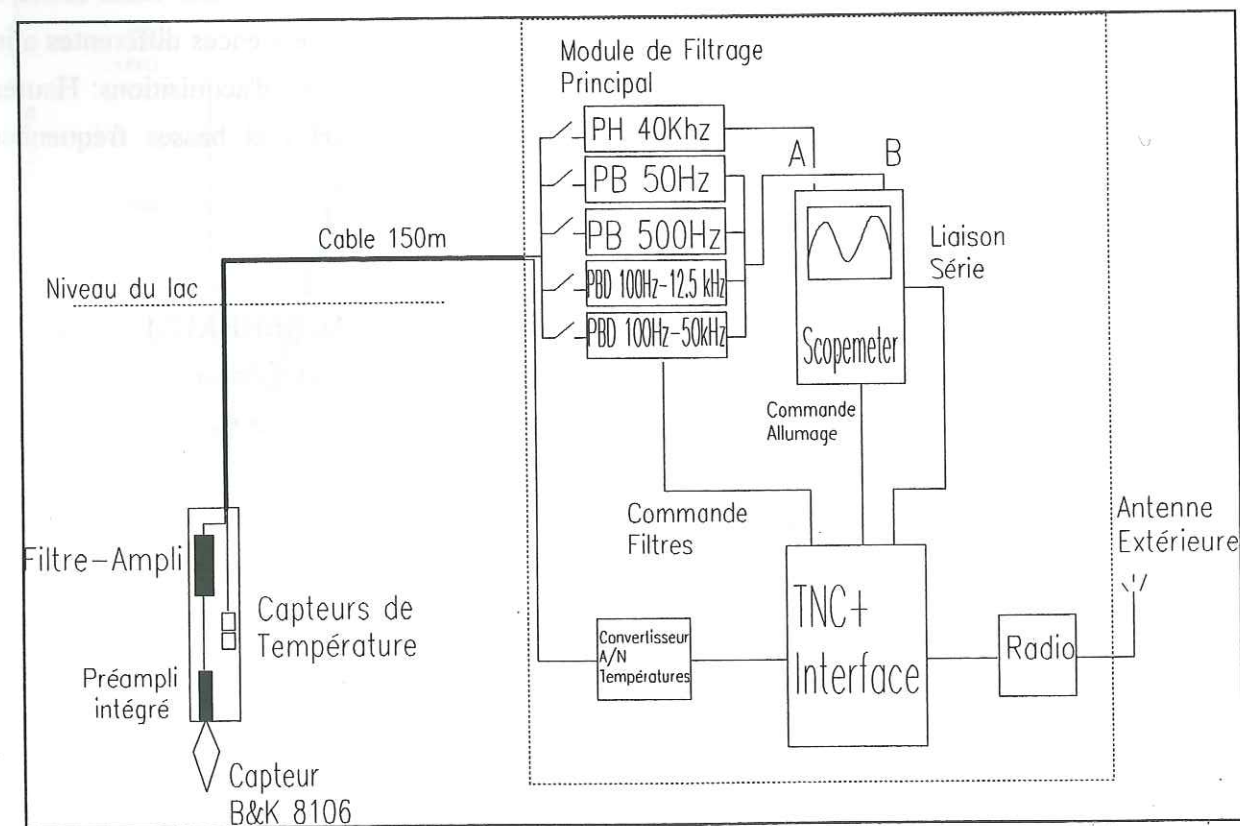 Module de Filtrage
Principal
PH 40Khz
PB 50Hz
PB 500Hz
PBD 100Hz-12.5 kHz
PBD 100Hz-50kHz
A
B
Scopemeter
Liaison
Série
Cable 150m
Niveau du lac
Commande
Allumage
Commande
Filtres
Antenne
Extérieure
Filtre-Ampli
Capteurs de
Température
Préampli
intégré
Capteur
B&K 8106
Convertisseur
A/N
Températures
TNC+
Interface
Radio